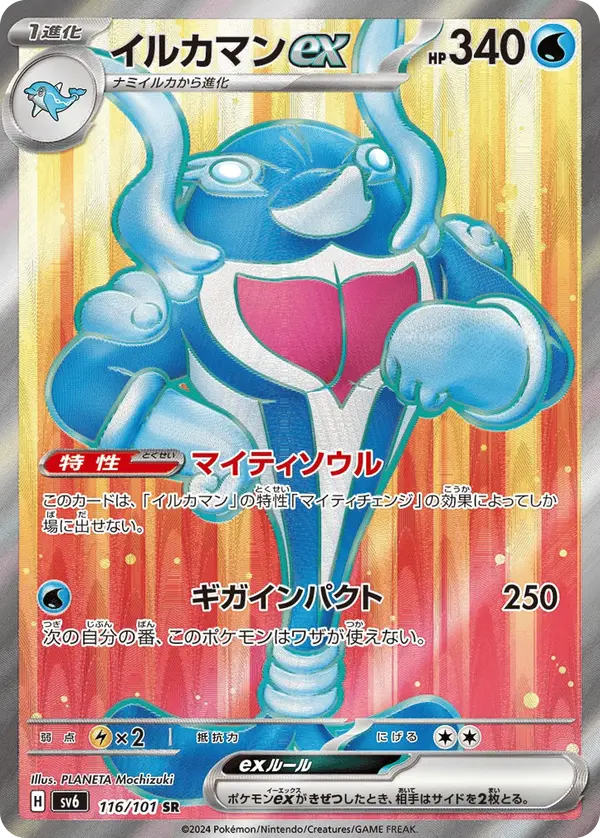 1進化
イルカマンex
HP 340
ナミイルカから進化
特性 とくせい マイティソウル
このカードは、「イルカマン」の特性「マイティチェンジ」の効果によってしか
場に出せない。
ギガインパクト 250
次の自分の番、このポケモンはワザが使えない。
弱点 ×2 抵抗力 にげる
exルール
ポケモンexがきぜつしたとき、相手はサイドを2枚とる。
Illus. PLANETA Mochizuki
H sv6 116/101 SR
©2024 Pokémon/Nintendo/Creatures/GAME FREAK.